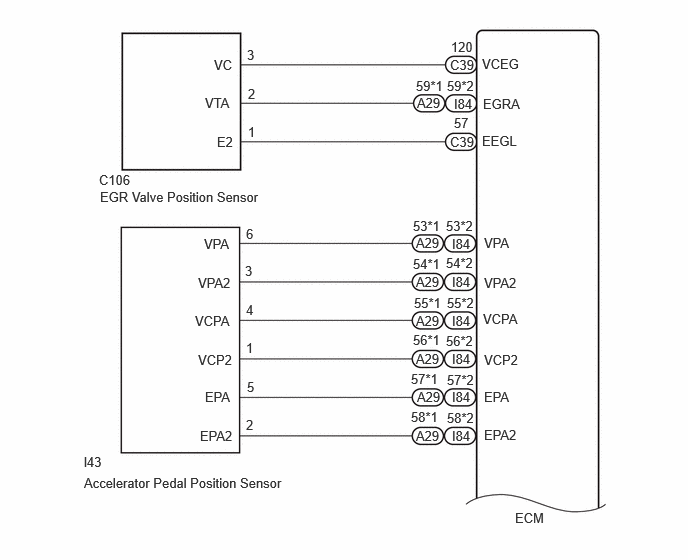 120
VC 3 C39 VCEG
59*1 59*2
VTA 2 A29 I84 EGRA
57
E2 1 C39 EEGL
C106
EGR Valve Position Sensor
53*1 53*2
VPA 6 A29 I84 VPA
54*1 54*2
VPA2 3 A29 I84 VPA2
55*1 55*2
VCPA 4 A29 I84 VCPA
56*1 56*2
VCP2 1 A29 I84 VCP2
57*1 57*2
EPA 5 A29 I84 EPA
58*1 58*2
EPA2 2 A29 I84 EPA2
I43
Accelerator Pedal Position Sensor
ECM